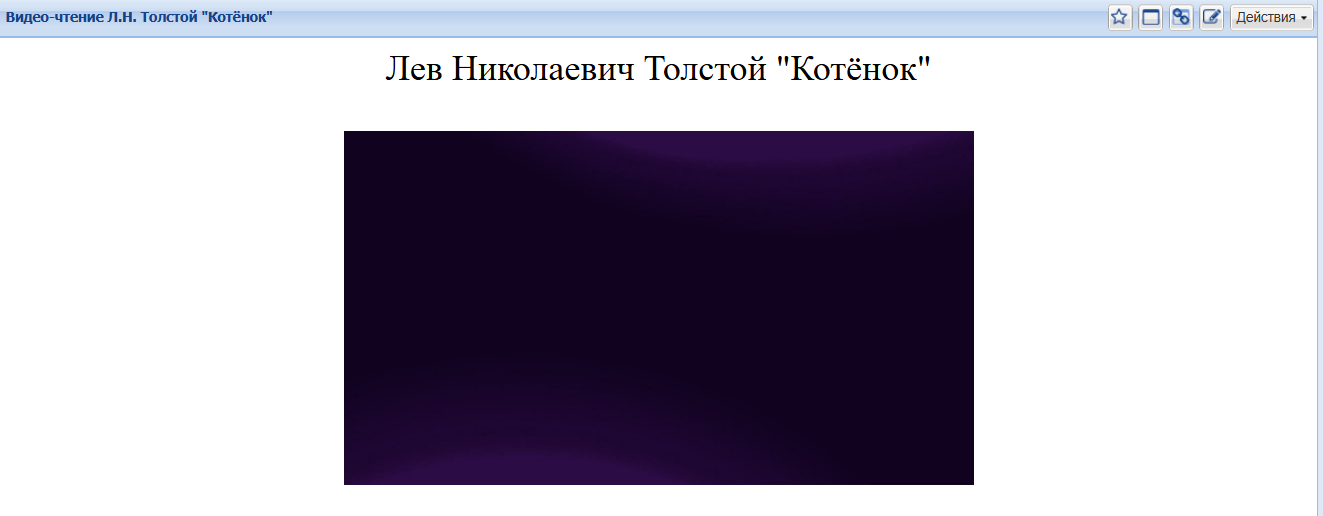 Видео-чтение Л.Н. Толстой "Котёнок"
Действия
Лев Николаевич Толстой "Котёнок"